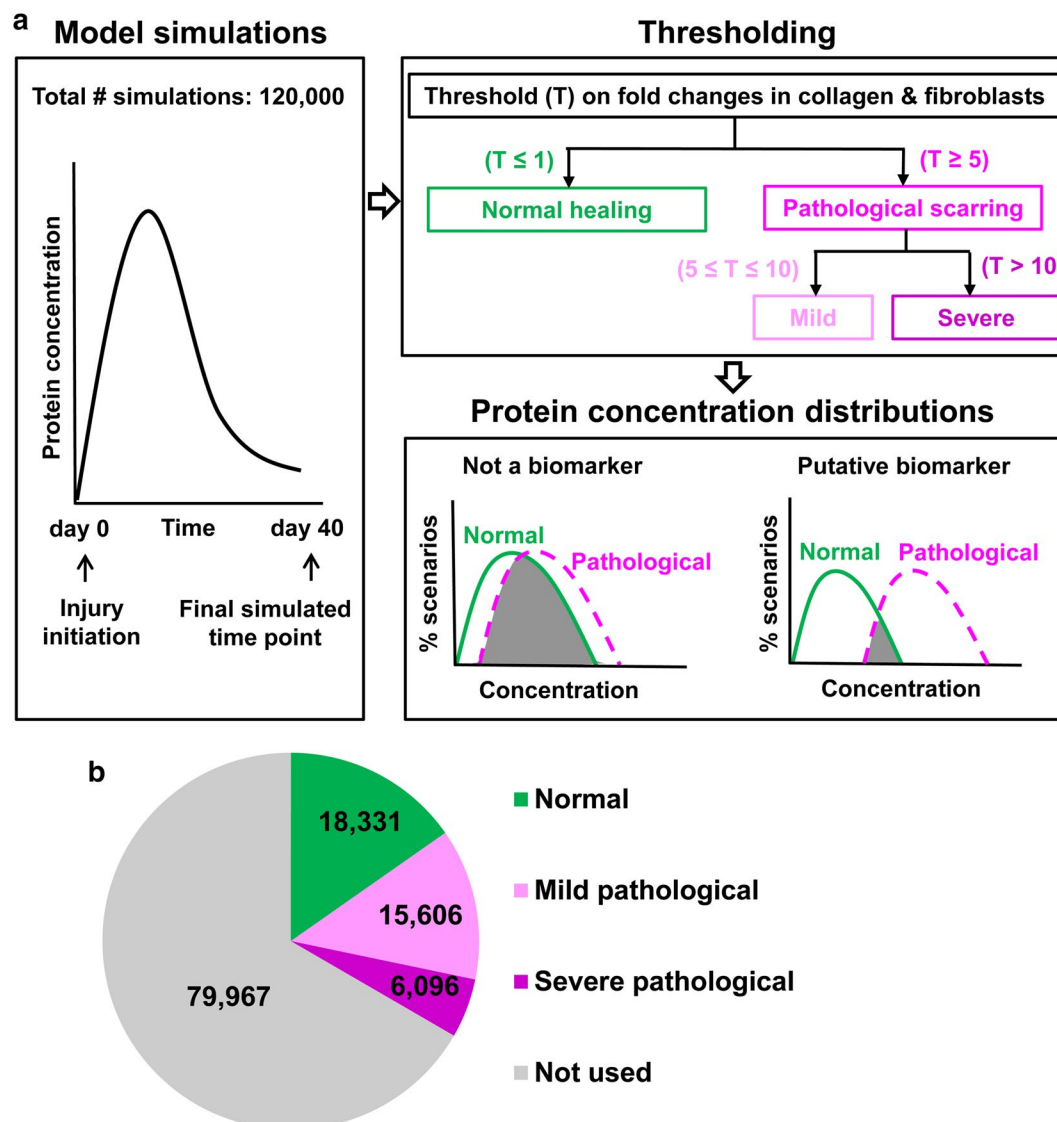 a
Model simulations
Total # simulations: 120,000
Protein concentration
day 0
Time
day 40
Injury
initiation
Final simulated
time point
Thresholding
Threshold (T) on fold changes in collagen & fibroblasts
(T ≤ 1)
(T ≥ 5)
Normal healing
Pathological scarring
(5 ≤ T ≤ 10)
(T > 10
Mild
Severe
Protein concentration distributions
Not a biomarker
% scenarios
Normal
Pathological
Concentration
Putative biomarker
% scenarios
Normal
Pathological
Concentration
b
18,331
15,606
6,096
79,967
Normal
Mild pathological
Severe pathological
Not used